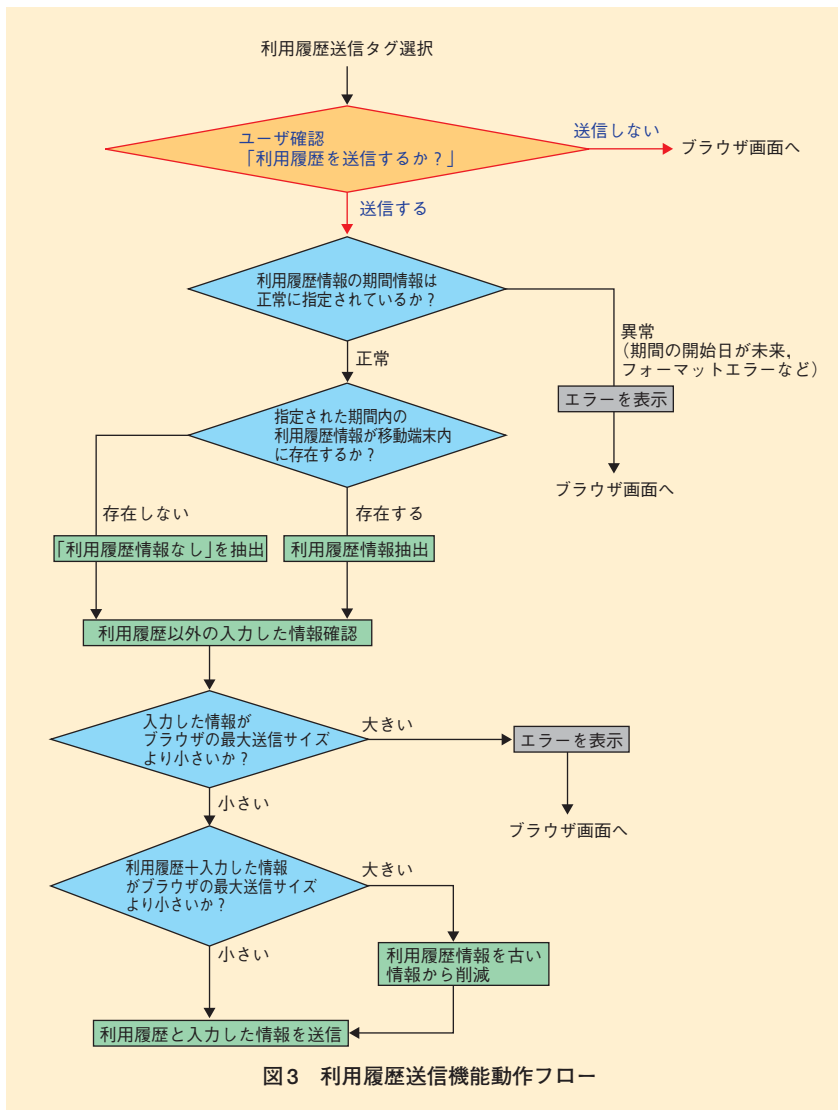 利用履歴送信タグ選択
ユーザ確認
「利用履歴を送信するか？」
送信しない
ブラウザ画面へ
送信する
利用履歴情報の期間情報は
正常に指定されているか？
異常
（期間の開始日が未来，
フォーマットエラーなど）
正常
エラーを表示
ブラウザ画面へ
指定された期間内の
利用履歴情報が移動端末内
に存在するか？
存在しない
存在する
「利用履歴情報なし」を抽出
利用履歴情報抽出
利用履歴以外の入力した情報確認
入力した情報が
ブラウザの最大送信サイズ
より小さいか？
大きい
エラーを表示
ブラウザ画面へ
小さい
利用履歴＋入力した情報
がブラウザの最大送信サイズ
より小さいか？
大きい
小さい
利用履歴情報を古い
情報から削減
利用履歴と入力した情報を送信
図3　利用履歴送信機能動作フロー